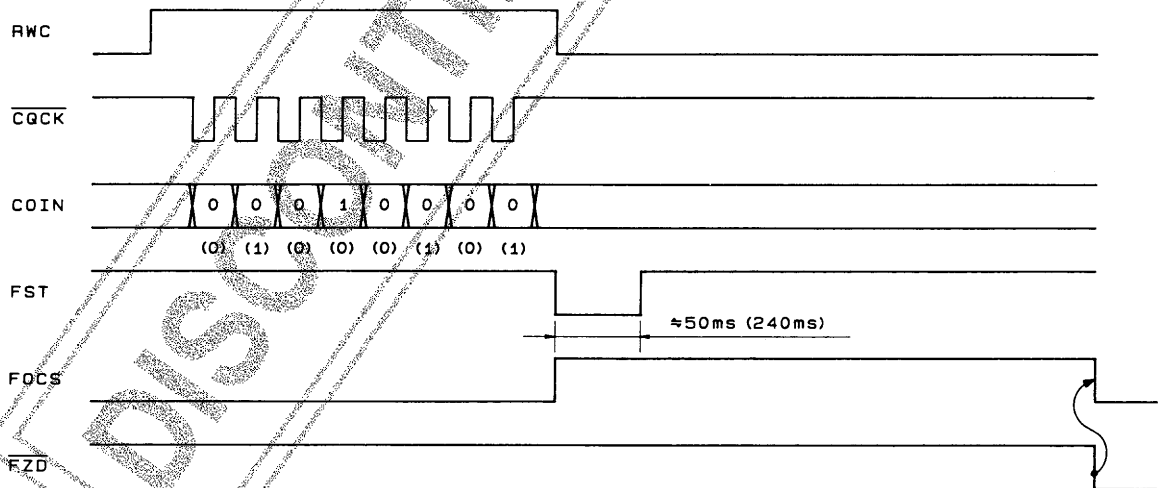 RWC
CQCK
COIN 0 0 0 1 0 0 0 0
(0) (1) (0) (0) (0) (1) (0) (1)
FST
≒50ms (240ms)
FOCS
FZD
DISCONTI